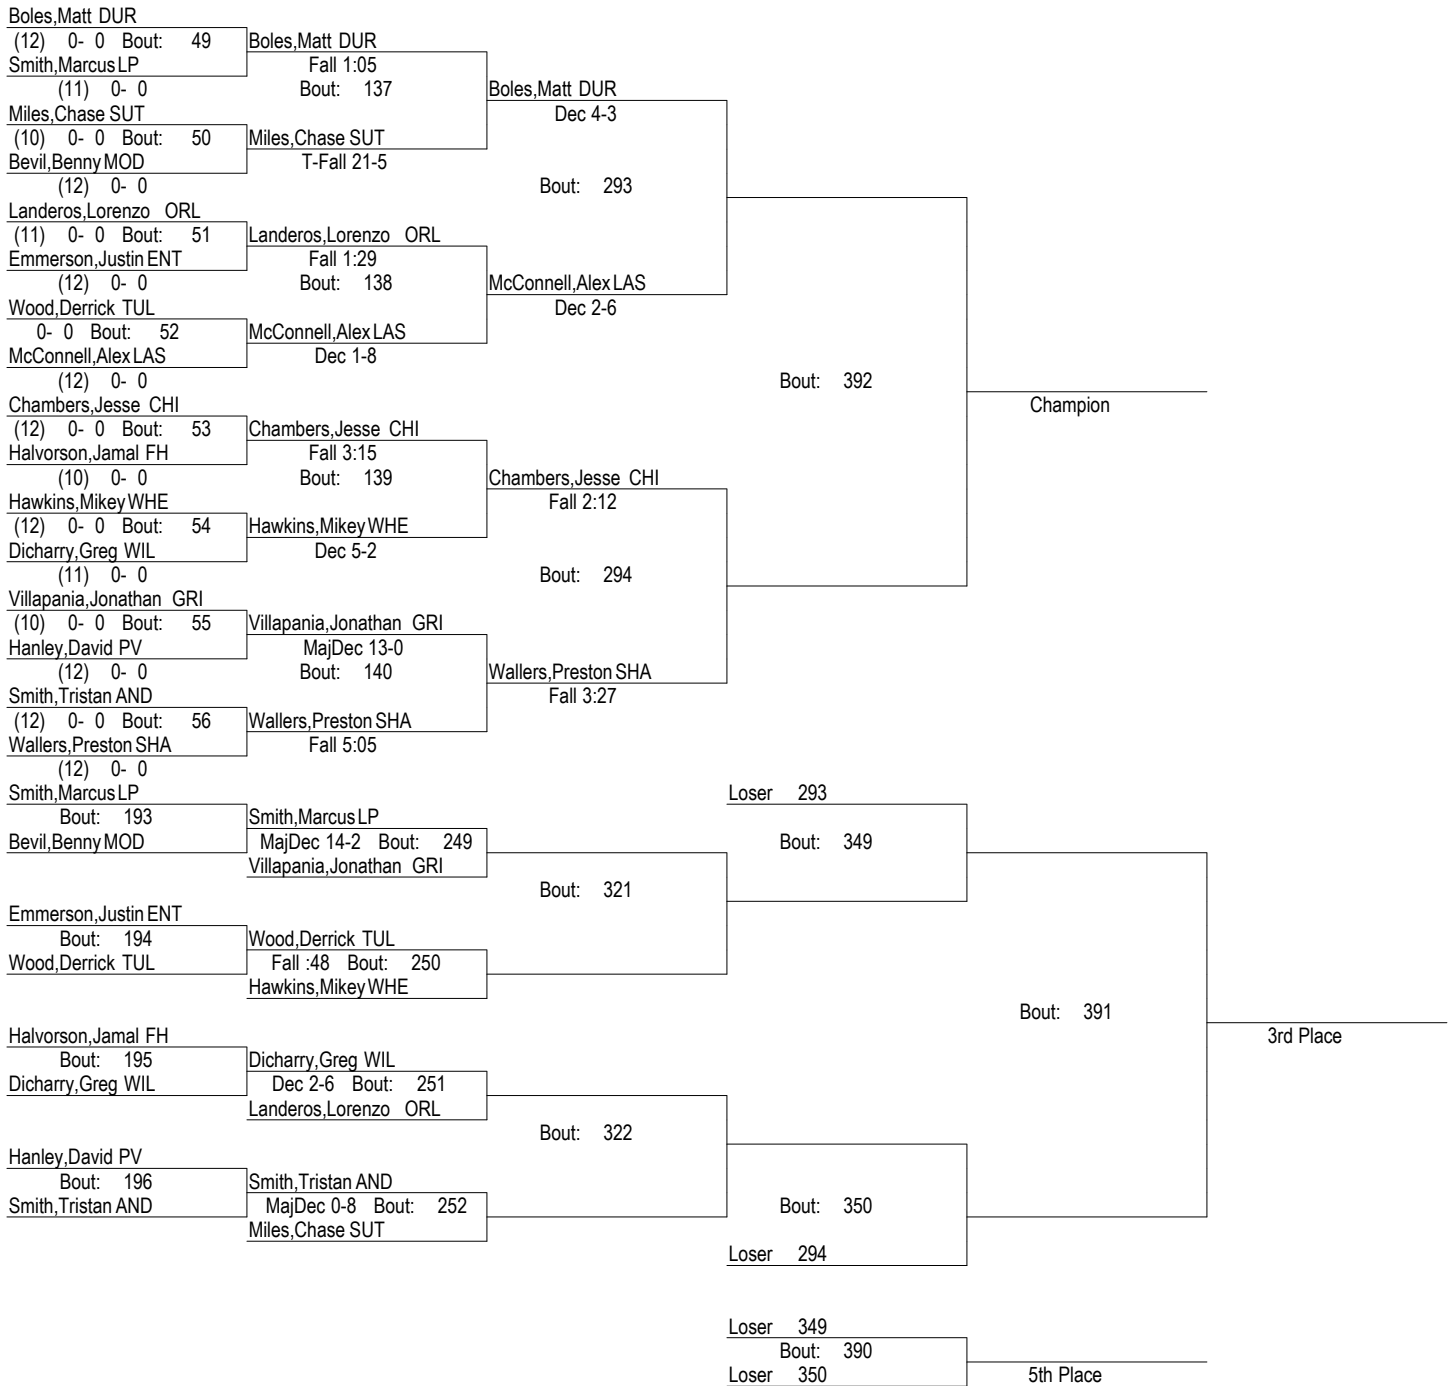 Boles,Matt DUR
(12) 0- 0 Bout: 49 Boles,Matt DUR
Smith,Marcus LP Fall 1:05
(11) 0- 0 Bout: 137 Boles,Matt DUR
Miles,Chase SUT Dec 4-3
(10) 0- 0 Bout: 50 Miles,Chase SUT
Bevil,Benny MOD T-Fall 21-5
(12) 0- 0 Bout: 293
Landeros,Lorenzo ORL
(11) 0- 0 Bout: 51 Landeros,Lorenzo ORL
Emmerson,Justin ENT Fall 1:29
(12) 0- 0 Bout: 138 McConnell,Alex LAS
Wood,Derrick TUL Dec 2-6
0- 0 Bout: 52 McConnell,Alex LAS
McConnell,Alex LAS Dec 1-8
(12) 0- 0 Bout: 392
Chambers,Jesse CHI Champion
(12) 0- 0 Bout: 53 Chambers,Jesse CHI
Halvorson,Jamal FH Fall 3:15
(10) 0- 0 Bout: 139 Chambers,Jesse CHI
Hawkins,Mikey WHE Fall 2:12
(12) 0- 0 Bout: 54 Hawkins,Mikey WHE
Dicharry,Greg WIL Dec 5-2
(11) 0- 0 Bout: 294
Villapania,Jonathan GRI
(10) 0- 0 Bout: 55 Villapania,Jonathan GRI
Hanley,David PV MajDec 13-0
(12) 0- 0 Bout: 140 Wallers,Preston SHA
Smith,Tristan AND Fall 3:27
(12) 0- 0 Bout: 56 Wallers,Preston SHA
Wallers,Preston SHA Fall 5:05
(12) 0- 0
Smith,Marcus LP Loser 293
Bout: 193 Smith,Marcus LP
Bevil,Benny MOD MajDec 14-2 Bout: 249 Bout: 349
Villapania,Jonathan GRI
Bout: 321
Emmerson,Justin ENT
Bout: 194 Wood,Derrick TUL
Wood,Derrick TUL Fall :48 Bout: 250
Hawkins,Mikey WHE
Bout: 391
Halvorson,Jamal FH 3rd Place
Bout: 195 Dicharry,Greg WIL
Dicharry,Greg WIL Dec 2-6 Bout: 251
Landeros,Lorenzo ORL
Bout: 322
Hanley,David PV
Bout: 196 Smith,Tristan AND
Smith,Tristan AND MajDec 0-8 Bout: 252 Bout: 350
Miles,Chase SUT
Loser 294
Loser 349
Bout: 390
Loser 350 5th Place